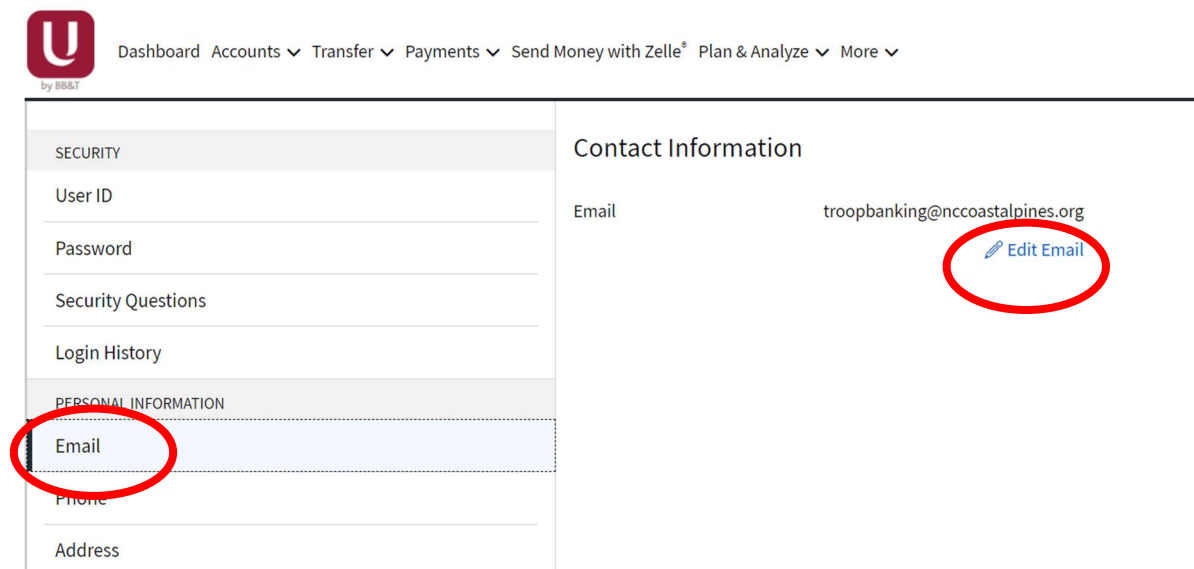 U
by BB&T
Dashboard Accounts Transfer Payments Send Money with Zelle® Plan & Analyze More
SECURITY
User ID
Password
Security Questions
Login History
PERSONAL INFORMATION
Email
Phone
Address
Contact Information
Email troopbanking@nccoastalpines.org
Edit Email